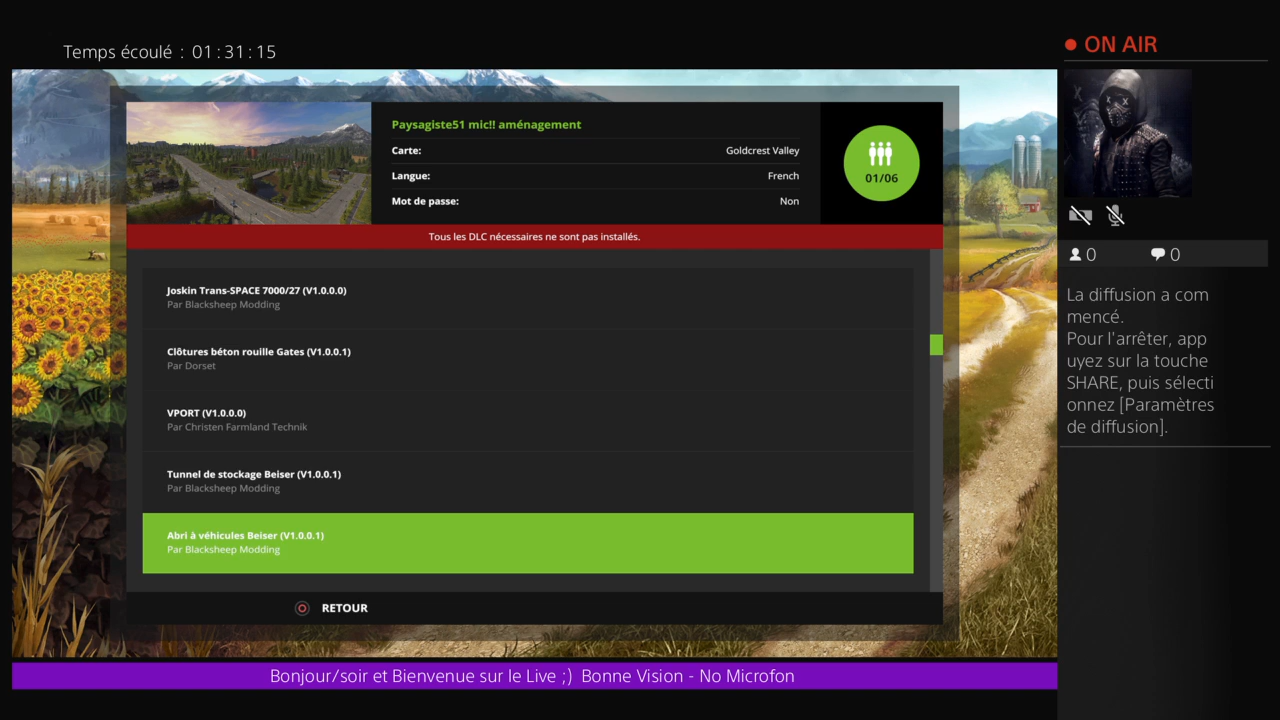 Temps écoulé : 01:31:15
ON AIR
Paysagiste51 mic!! aménagement
Carte: Goldcrest Valley
Langue: French
Mot de passe: Non
01/06
Tous les DLC nécessaires ne sont pas installés.
Joskin Trans-SPACE 7000/27 (V1.0.0.0)
Par Blacksheep Modding
Clôtures béton rouille Gates (V1.0.0.1)
Par Dorset
VPORT (V1.0.0.0)
Par Christen Farmland Technik
Tunnel de stockage Beiser (V1.0.0.1)
Par Blacksheep Modding
Abri à véhicules Beiser (V1.0.0.1)
Par Blacksheep Modding
RETOUR
0 0
La diffusion a com
mencé.
Pour l'arrêter, app
uyez sur la touche
SHARE, puis sélecti
onnez [Paramètres
de diffusion].
Bonjour/soir et Bienvenue sur le Live ;) Bonne Vision - No Microfon